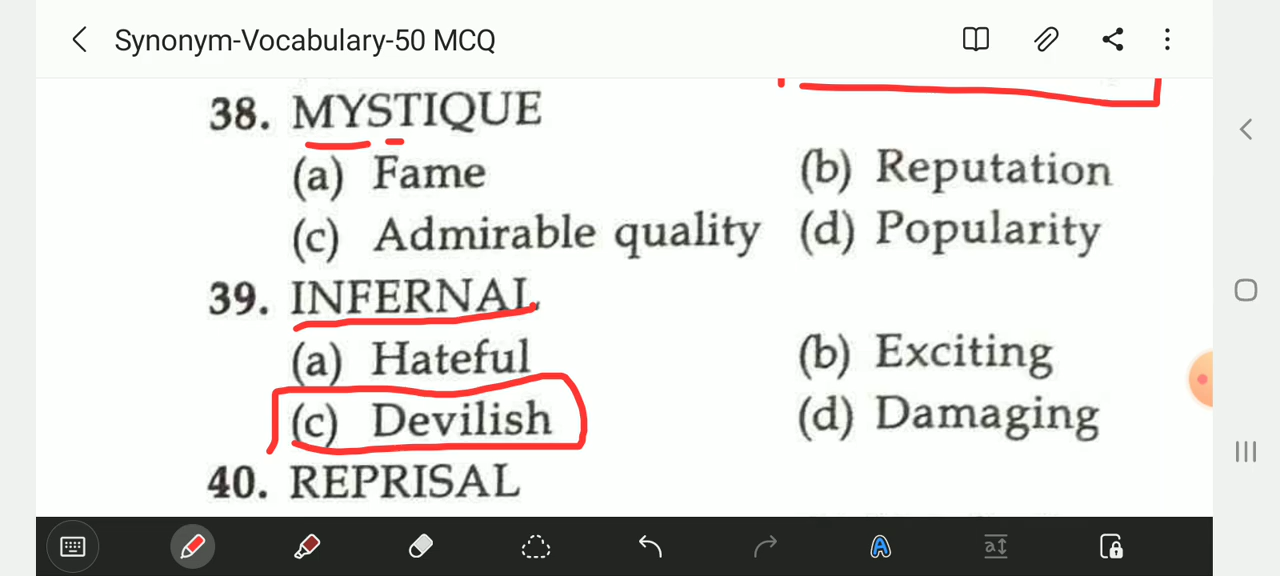 Synonym-Vocabulary-50 MCQ
38. MYSTIQUE
(a) Fame (b) Reputation
(c) Admirable quality (d) Popularity
39. INFERNAL
(a) Hateful (b) Exciting
(c) Devilish (d) Damaging
40. REPRISAL
A a